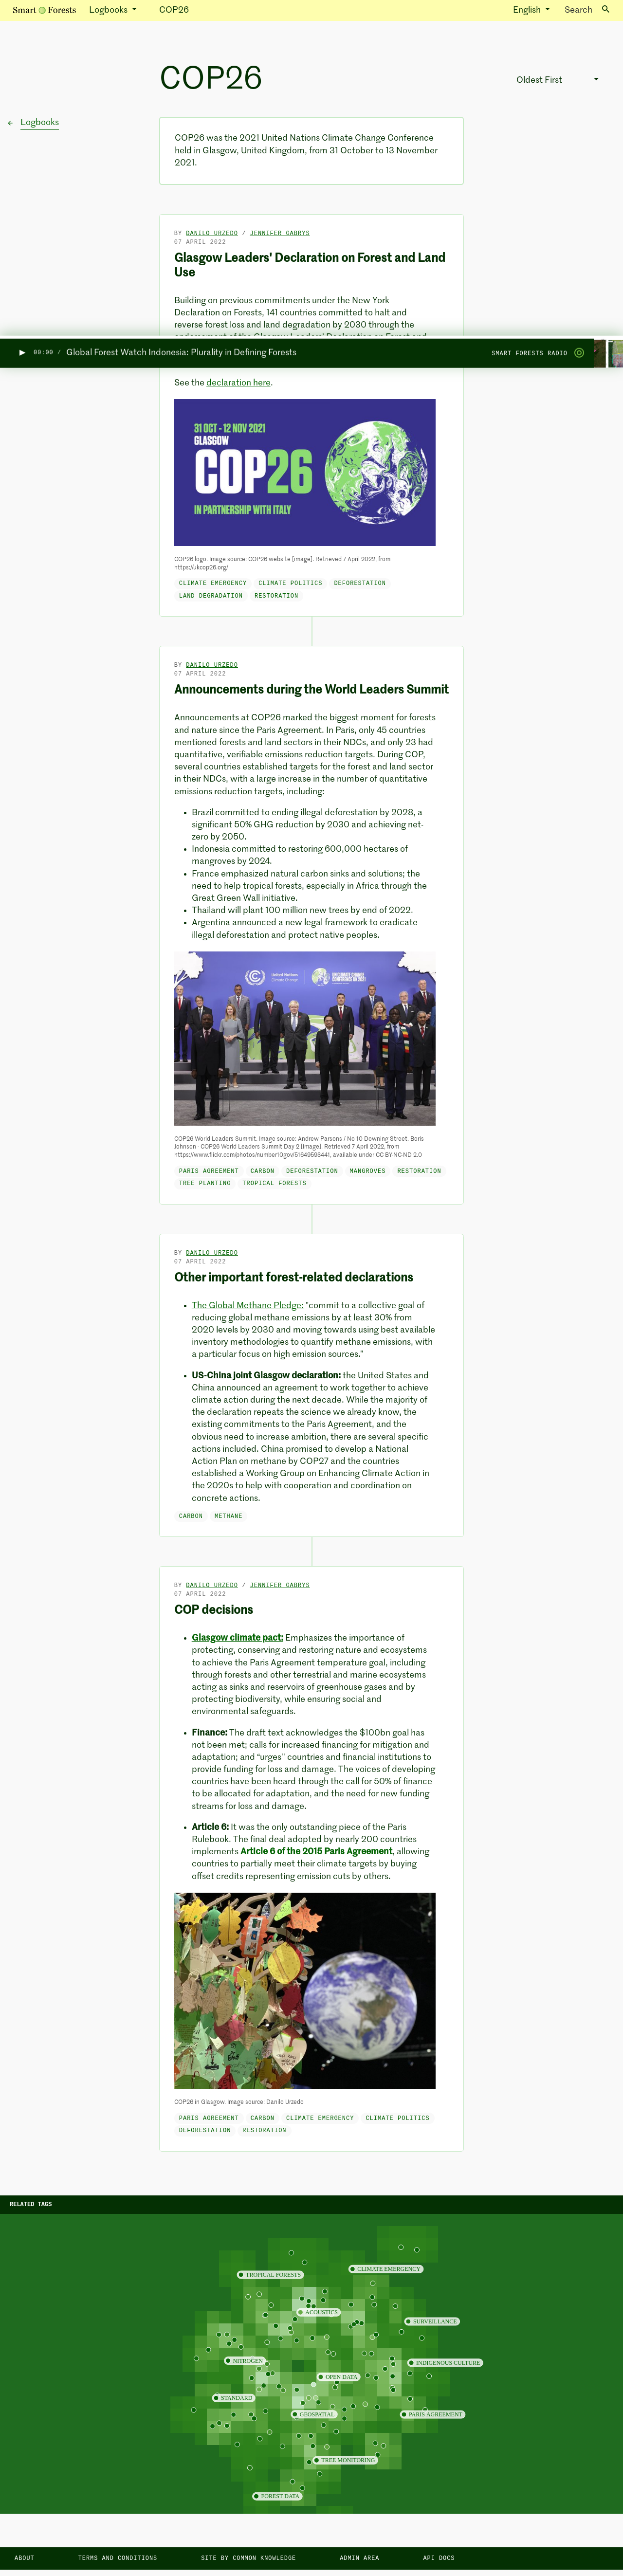 Smart Forests
Logbooks
COP26
English
Search
COP26
Oldest First
Logbooks
COP26 was the 2021 United Nations Climate Change Conference
held in Glasgow, United Kingdom, from 31 October to 13 November
2021.
BY DANILO URZEDO / JENNIFER GABRYS
07 APRIL 2022
Glasgow Leaders' Declaration on Forest and Land
Use
Building on previous commitments under the New York
Declaration on Forests, 141 countries committed to halt and
reverse forest loss and land degradation by 2030 through the
00:00 / Global Forest Watch Indonesia: Plurality in Defining Forests
SMART FORESTS RADIO
See the declaration here.
31 OCT - 12 NOV 2021
GLASGOW
COP26
IN PARTNERSHIP WITH ITALY
COP26 logo. Image source: COP26 website [image]. Retrieved 7 April 2022, from
https://ukcop26.org/
CLIMATE EMERGENCY CLIMATE POLITICS DEFORESTATION
LAND DEGRADATION RESTORATION
BY DANILO URZEDO
07 APRIL 2022
Announcements during the World Leaders Summit
Announcements at COP26 marked the biggest moment for forests
and nature since the Paris Agreement. In Paris, only 45 countries
mentioned forests and land sectors in their NDCs, and only 23 had
quantitative, verifiable emissions reduction targets. During COP,
several countries established targets for the forest and land sector
in their NDCs, with a large increase in the number of quantitative
emissions reduction targets, including:
• Brazil committed to ending illegal deforestation by 2028, a
significant 50% GHG reduction by 2030 and achieving net-
zero by 2050.
• Indonesia committed to restoring 600,000 hectares of
mangroves by 2024.
• France emphasized natural carbon sinks and solutions; the
need to help tropical forests, especially in Africa through the
Great Green Wall initiative.
• Thailand will plant 100 million new trees by end of 2022.
• Argentina announced a new legal framework to eradicate
illegal deforestation and protect native peoples.
United Nations
Climate Change
UN CLIMATE CHANGE
CONFERENCE UK 2021
COP26 World Leaders Summit. Image source: Andrew Parsons / No 10 Downing Street. Boris
Johnson - COP26 World Leaders Summit Day 2 [image]. Retrieved 7 April 2022, from
https://www.flickr.com/photos/number10gov/51649593441, available under CC BY-NC-ND 2.0
PARIS AGREEMENT CARBON DEFORESTATION MANGROVES RESTORATION
TREE PLANTING TROPICAL FORESTS
BY DANILO URZEDO
07 APRIL 2022
Other important forest-related declarations
• The Global Methane Pledge: "commit to a collective goal of
reducing global methane emissions by at least 30% from
2020 levels by 2030 and moving towards using best available
inventory methodologies to quantify methane emissions, with
a particular focus on high emission sources."
• US-China joint Glasgow declaration: the United States and
China announced an agreement to work together to achieve
climate action during the next decade. While the majority of
the declaration repeats the science we already know, the
existing commitments to the Paris Agreement, and the
obvious need to increase ambition, there are several specific
actions included. China promised to develop a National
Action Plan on methane by COP27 and the countries
established a Working Group on Enhancing Climate Action in
the 2020s to help with cooperation and coordination on
concrete actions.
CARBON METHANE
BY DANILO URZEDO / JENNIFER GABRYS
07 APRIL 2022
COP decisions
• Glasgow climate pact: Emphasizes the importance of
protecting, conserving and restoring nature and ecosystems
to achieve the Paris Agreement temperature goal, including
through forests and other terrestrial and marine ecosystems
acting as sinks and reservoirs of greenhouse gases and by
protecting biodiversity, while ensuring social and
environmental safeguards.
• Finance: The draft text acknowledges the $100bn goal has
not been met; calls for increased financing for mitigation and
adaptation; and "urges" countries and financial institutions to
provide funding for loss and damage. The voices of developing
countries have been heard through the call for 50% of finance
to be allocated for adaptation, and the need for new funding
streams for loss and damage.
• Article 6: It was the only outstanding piece of the Paris
Rulebook. The final deal adopted by nearly 200 countries
implements Article 6 of the 2015 Paris Agreement, allowing
countries to partially meet their climate targets by buying
offset credits representing emission cuts by others.
COP26 in Glasgow. Image source: Danilo Urzedo
PARIS AGREEMENT CARBON CLIMATE EMERGENCY CLIMATE POLITICS
DEFORESTATION RESTORATION
RELATED TAGS
CLIMATE EMERGENCY
TROPICAL FORESTS
ACOUSTICS
SURVEILLANCE
NITROGEN
INDIGENOUS CULTURE
OPEN DATA
STANDARD
GEOSPATIAL
PARIS AGREEMENT
TREE MONITORING
FOREST DATA
ABOUT
TERMS AND CONDITIONS
SITE BY COMMON KNOWLEDGE
ADMIN AREA
API DOCS